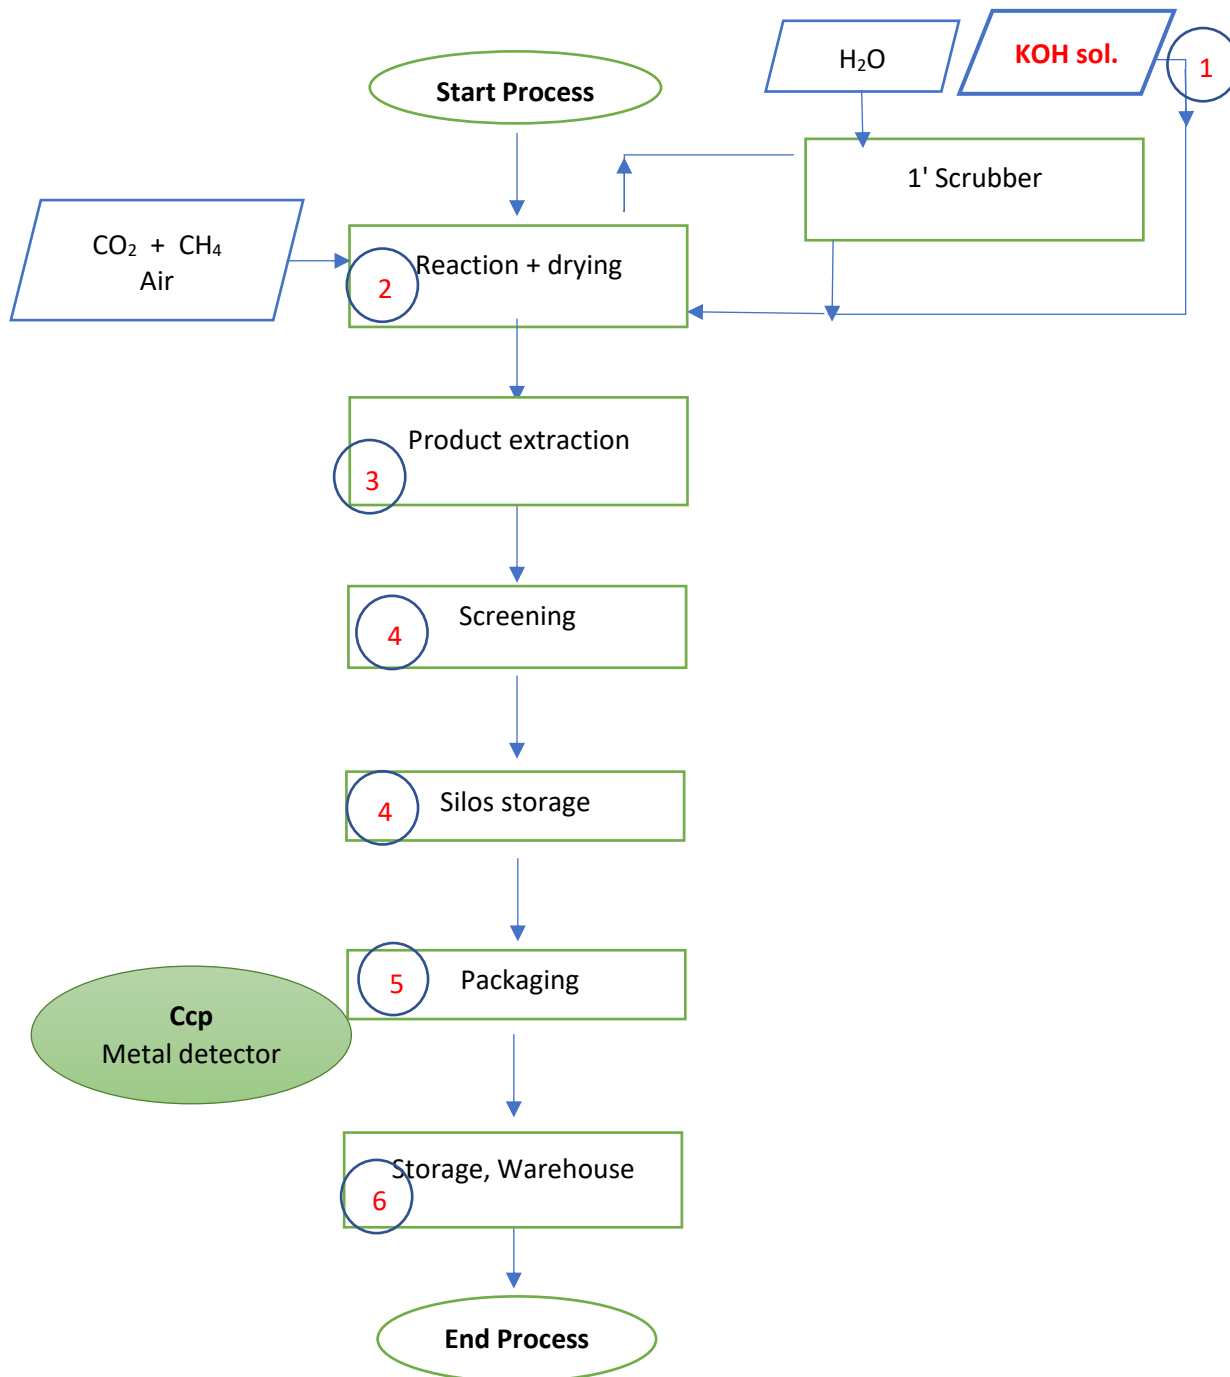 Start Process
H₂O
KOH sol.
1
1' Scrubber
CO₂ + CH₄
Air
Reaction + drying
2
Product extraction
3
Screening
4
Silos storage
4
Packaging
5
Ccp
Metal detector
Storage, Warehouse
6
End Process